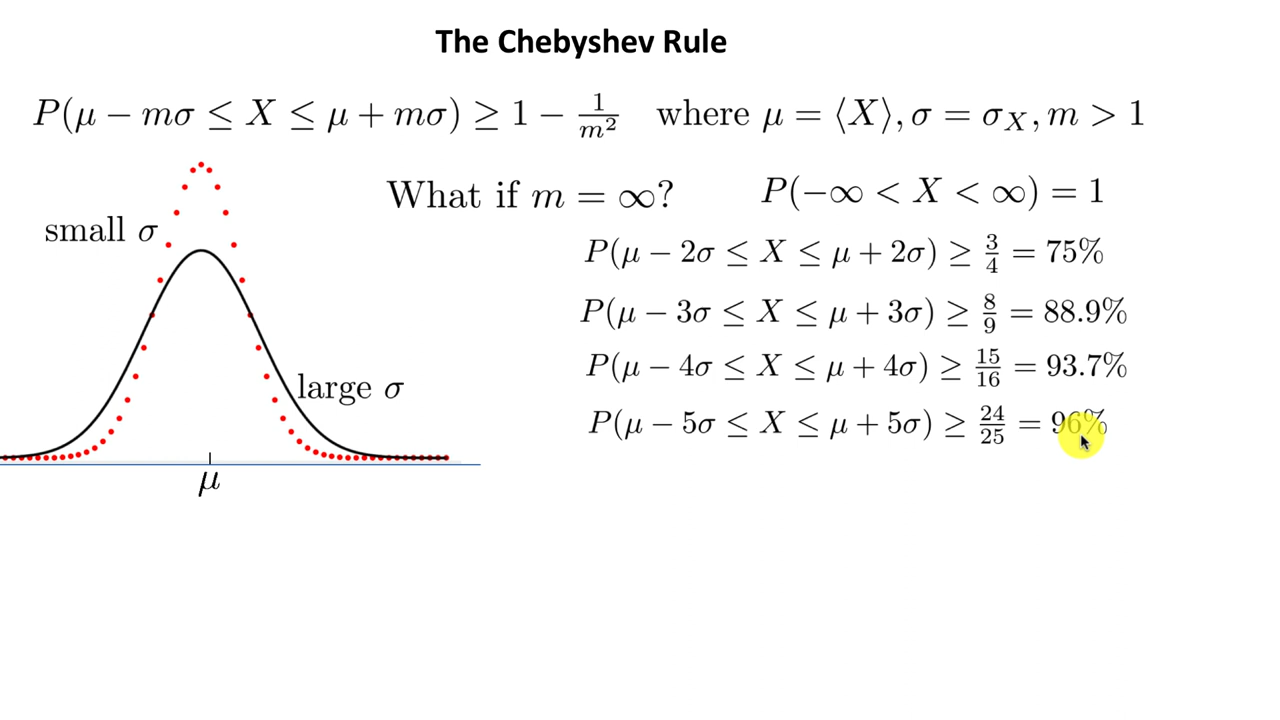 The Chebyshev Rule
P(μ − mσ ≤ X ≤ μ + mσ) ≥ 1 − 1/m² where μ = ⟨X⟩, σ = σ_X, m > 1
What if m = ∞? P(−∞ < X < ∞) = 1
small σ
P(μ − 2σ ≤ X ≤ μ + 2σ) ≥ 3/4 = 75%
P(μ − 3σ ≤ X ≤ μ + 3σ) ≥ 8/9 = 88.9%
P(μ − 4σ ≤ X ≤ μ + 4σ) ≥ 15/16 = 93.7%
large σ
P(μ − 5σ ≤ X ≤ μ + 5σ) ≥ 24/25 = 96%
μ